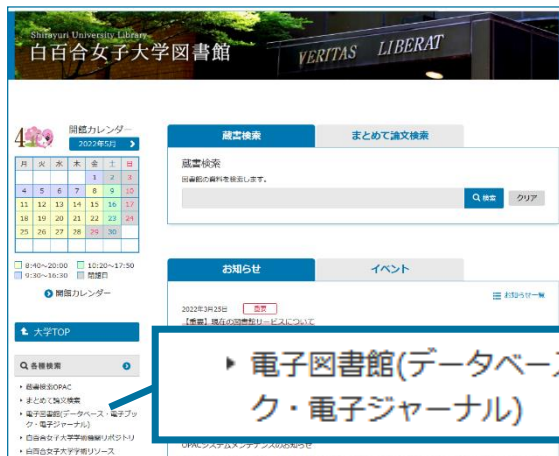 Shirayuri University Library
白百合女子大学図書館
VERITAS LIBERAT
4
開館カレンダー
2022年5月
月 火 水 木 金 土 日
1 2 3
4 5 6 7 8 9 10
11 12 13 14 15 16 17
18 19 20 21 22 23 24
25 26 27 28 29 30
8:40~20:00 10:20~17:50
9:30~16:30 閉館日
開館カレンダー
大学TOP
各種検索
蔵書検索OPAC
まとめて論文検索
電子図書館(データベース・電子ブッ
ク・電子ジャーナル)
白百合女子大学学術機関リポジトリ
白百合女子大学学術リソース
蔵書検索 まとめて論文検索
蔵書検索
図書館の資料を検索します。
検索 クリア
お知らせ イベント
お知らせ一覧
2022年3月25日 重要
【重要】現在の図書館サービスについて
電子図書館(データベース
ク・電子ジャーナル)
OPACシステムメンテナンスのお知らせ